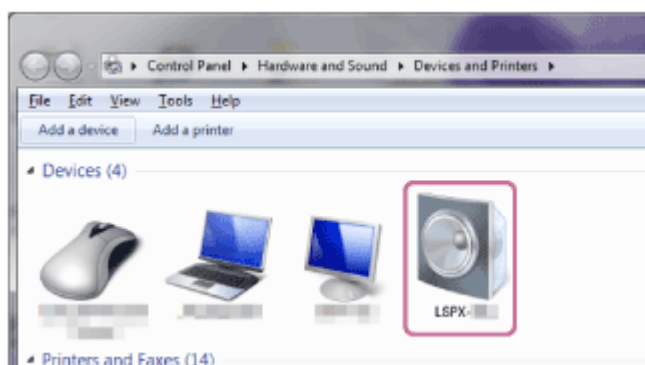 Control Panel ▸ Hardware and Sound ▸ Devices and Printers ▸
File Edit View Tools Help
Add a device Add a printer
Devices (4)
LSPX-
Printers and Faxes (14)